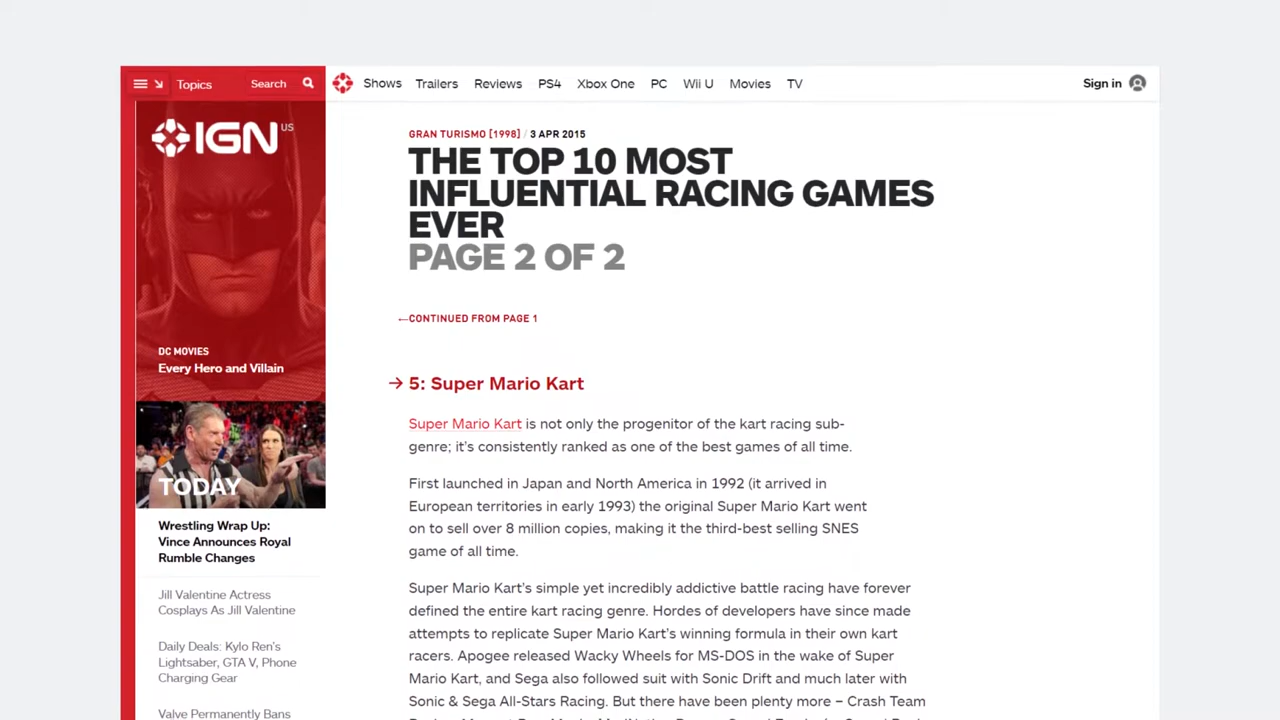 Topics
Search
Shows Trailers Reviews PS4 Xbox One PC Wii U Movies TV
Sign in
IGN US
DC MOVIES
Every Hero and Villain
TODAY
Wrestling Wrap Up:
Vince Announces Royal
Rumble Changes
Jill Valentine Actress
Cosplays As Jill Valentine
Daily Deals: Kylo Ren's
Lightsaber, GTA V, Phone
Charging Gear
Valve Permanently Bans
GRAN TURISMO [1998] / 3 APR 2015
THE TOP 10 MOST
INFLUENTIAL RACING GAMES
EVER
PAGE 2 OF 2
←CONTINUED FROM PAGE 1
→ 5: Super Mario Kart
Super Mario Kart is not only the progenitor of the kart racing sub-
genre; it's consistently ranked as one of the best games of all time.
First launched in Japan and North America in 1992 (it arrived in
European territories in early 1993) the original Super Mario Kart went
on to sell over 8 million copies, making it the third-best selling SNES
game of all time.
Super Mario Kart's simple yet incredibly addictive battle racing have forever
defined the entire kart racing genre. Hordes of developers have since made
attempts to replicate Super Mario Kart's winning formula in their own kart
racers. Apogee released Wacky Wheels for MS-DOS in the wake of Super
Mario Kart, and Sega also followed suit with Sonic Drift and much later with
Sonic & Sega All-Stars Racing. But there have been plenty more – Crash Team